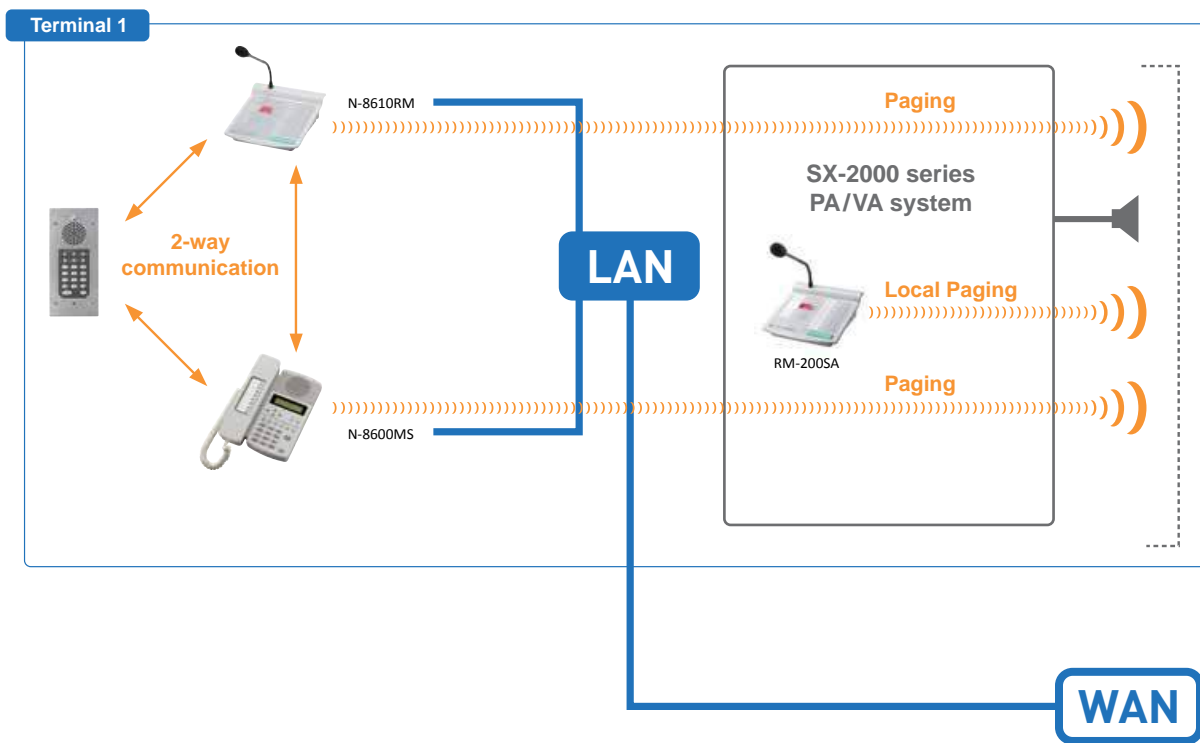 Terminal 1
N-8610RM
Paging
SX-2000 series
PA/VA system
2-way
communication
LAN
Local Paging
RM-200SA
Paging
N-8600MS
WAN